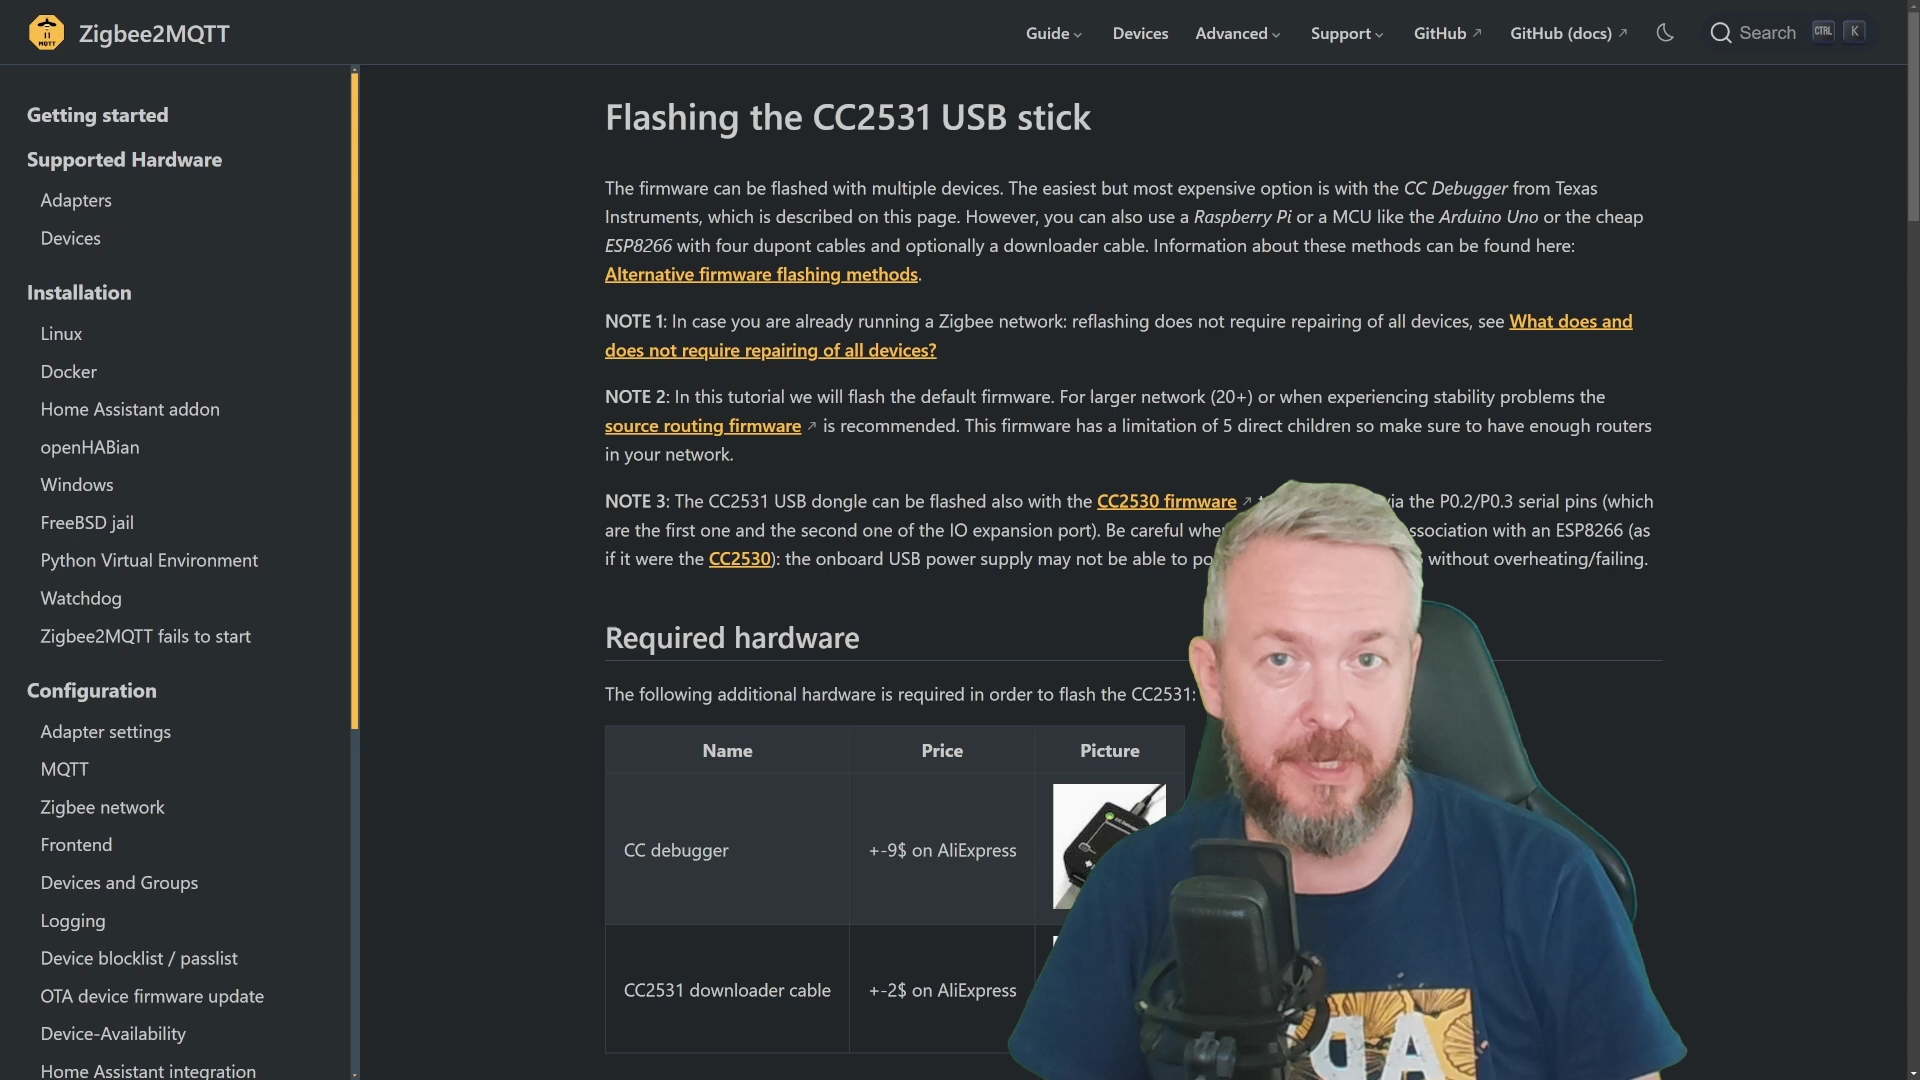 Zigbee2MQTT
Guide
Devices
Advanced
Support
GitHub
GitHub (docs)
Search
CTRL
K
Getting started
Supported Hardware
Adapters
Devices
Installation
Linux
Docker
Home Assistant addon
openHABian
Windows
FreeBSD jail
Python Virtual Environment
Watchdog
Zigbee2MQTT fails to start
Configuration
Adapter settings
MQTT
Zigbee network
Frontend
Devices and Groups
Logging
Device blocklist / passlist
OTA device firmware update
Device-Availability
Home Assistant integration
Flashing the CC2531 USB stick
The firmware can be flashed with multiple devices. The easiest but most expensive option is with the CC Debugger from Texas
Instruments, which is described on this page. However, you can also use a Raspberry Pi or a MCU like the Arduino Uno or the cheap
ESP8266 with four dupont cables and optionally a downloader cable. Information about these methods can be found here:
Alternative firmware flashing methods.
NOTE 1: In case you are already running a Zigbee network: reflashing does not require repairing of all devices, see What does and
does not require repairing of all devices?
NOTE 2: In this tutorial we will flash the default firmware. For larger network (20+) or when experiencing stability problems the
source routing firmware is recommended. This firmware has a limitation of 5 direct children so make sure to have enough routers
in your network.
NOTE 3: The CC2531 USB dongle can be flashed also with the CC2530 firmware the P0.2/P0.3 serial pins (which
are the first one and the second one of the IO expansion port). Be careful with an ESP8266 (as
if it were the CC2530): the onboard USB power supply may not be able to without overheating/failing.
Required hardware
The following additional hardware is required in order to flash the CC2531:
Name
Price
Picture
CC debugger
+-9$ on AliExpress
CC2531 downloader cable
+-2$ on AliExpress